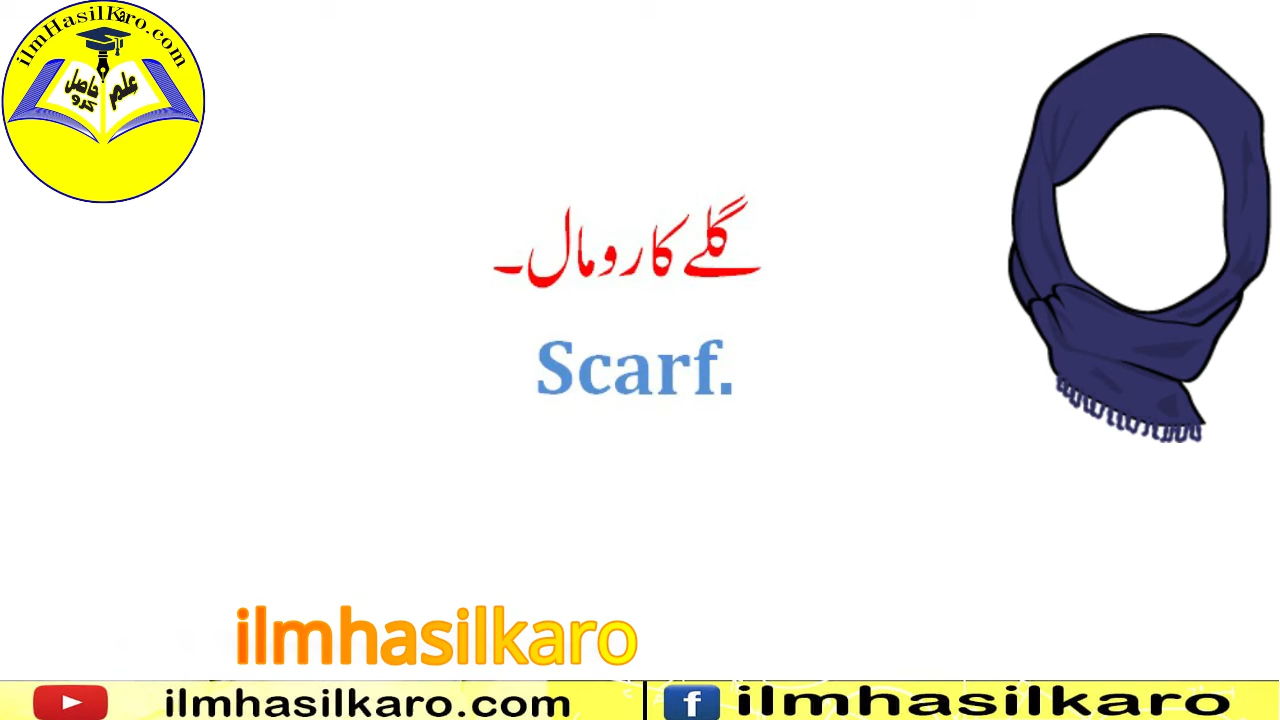 ilmHasilKaro.com
علم حاصل کرو
گلے کا رومال۔
Scarf.
ilmhasilkaro
ilmhasilkaro.com
f ilmhasilkaro